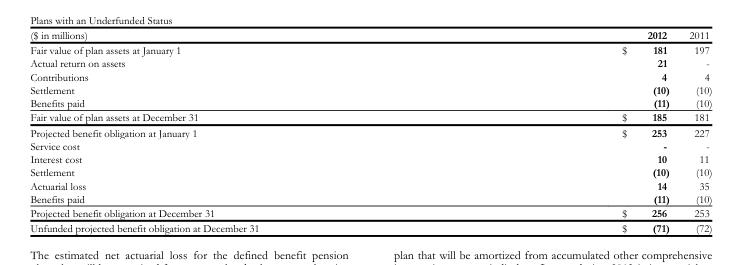 Plans with an Underfunded Status
($ in millions) 2012 2011
Fair value of plan assets at January 1 $ 181 197
Actual return on assets 21 -
Contributions 4 4
Settlement (10) (10)
Benefits paid (11) (10)
Fair value of plan assets at December 31 $ 185 181
Projected benefit obligation at January 1 $ 253 227
Service cost - -
Interest cost 10 11
Settlement (10) (10)
Actuarial loss 14 35
Benefits paid (11) (10)
Projected benefit obligation at December 31 $ 256 253
Unfunded projected benefit obligation at December 31 $ (71) (72)
The estimated net actuarial loss for the defined benefit pension
plan that will be amortized from accumulated other comprehensive